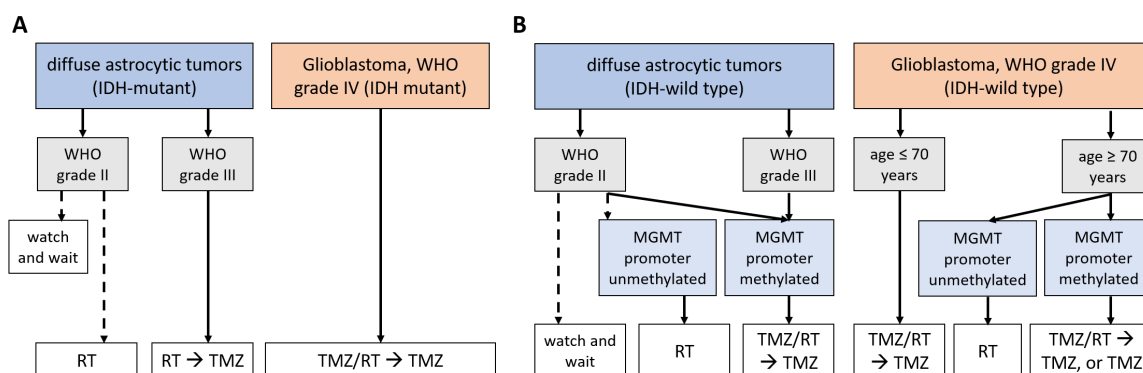 A
diffuse astrocytic tumors
(IDH-mutant)
Glioblastoma, WHO
grade IV (IDH mutant)
WHO
grade II
WHO
grade III
watch
and wait
RT
RT → TMZ
TMZ/RT → TMZ
B
diffuse astrocytic tumors
(IDH-wild type)
Glioblastoma, WHO grade IV
(IDH-wild type)
WHO
grade II
WHO
grade III
age ≤ 70
years
age ≥ 70
years
MGMT
promoter
unmethylated
MGMT
promoter
methylated
MGMT
promoter
unmethylated
MGMT
promoter
methylated
watch and
wait
RT
TMZ/RT
→ TMZ
TMZ/RT
→ TMZ
RT
TMZ/RT →
TMZ, or TMZ